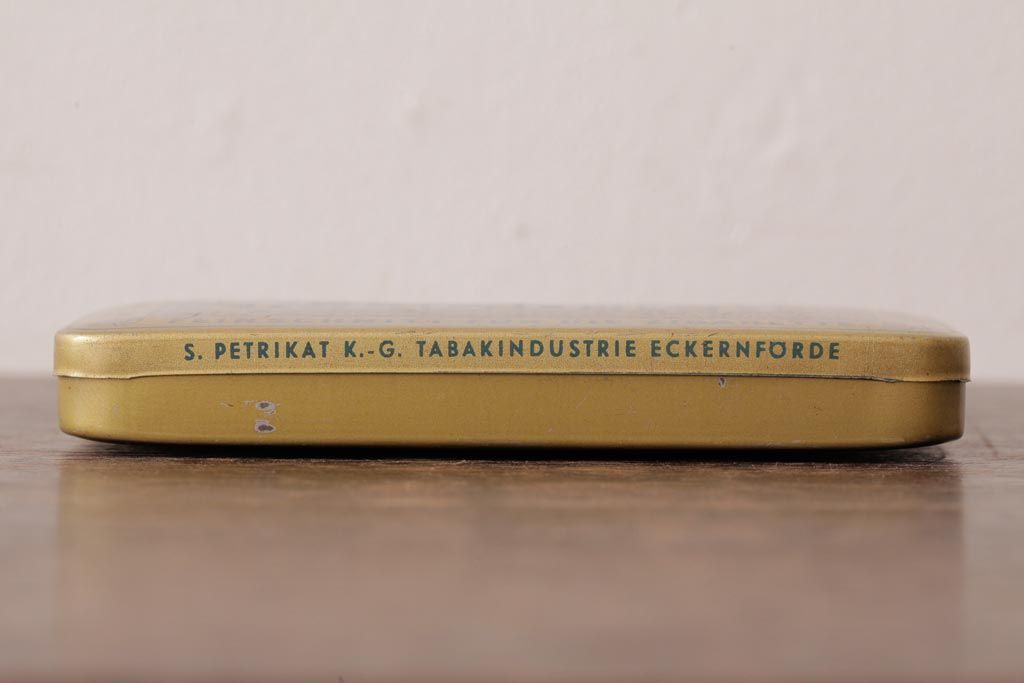 S. PETRIKAT K.-G. TABAKINDUSTRIE ECKERNFÖRDE